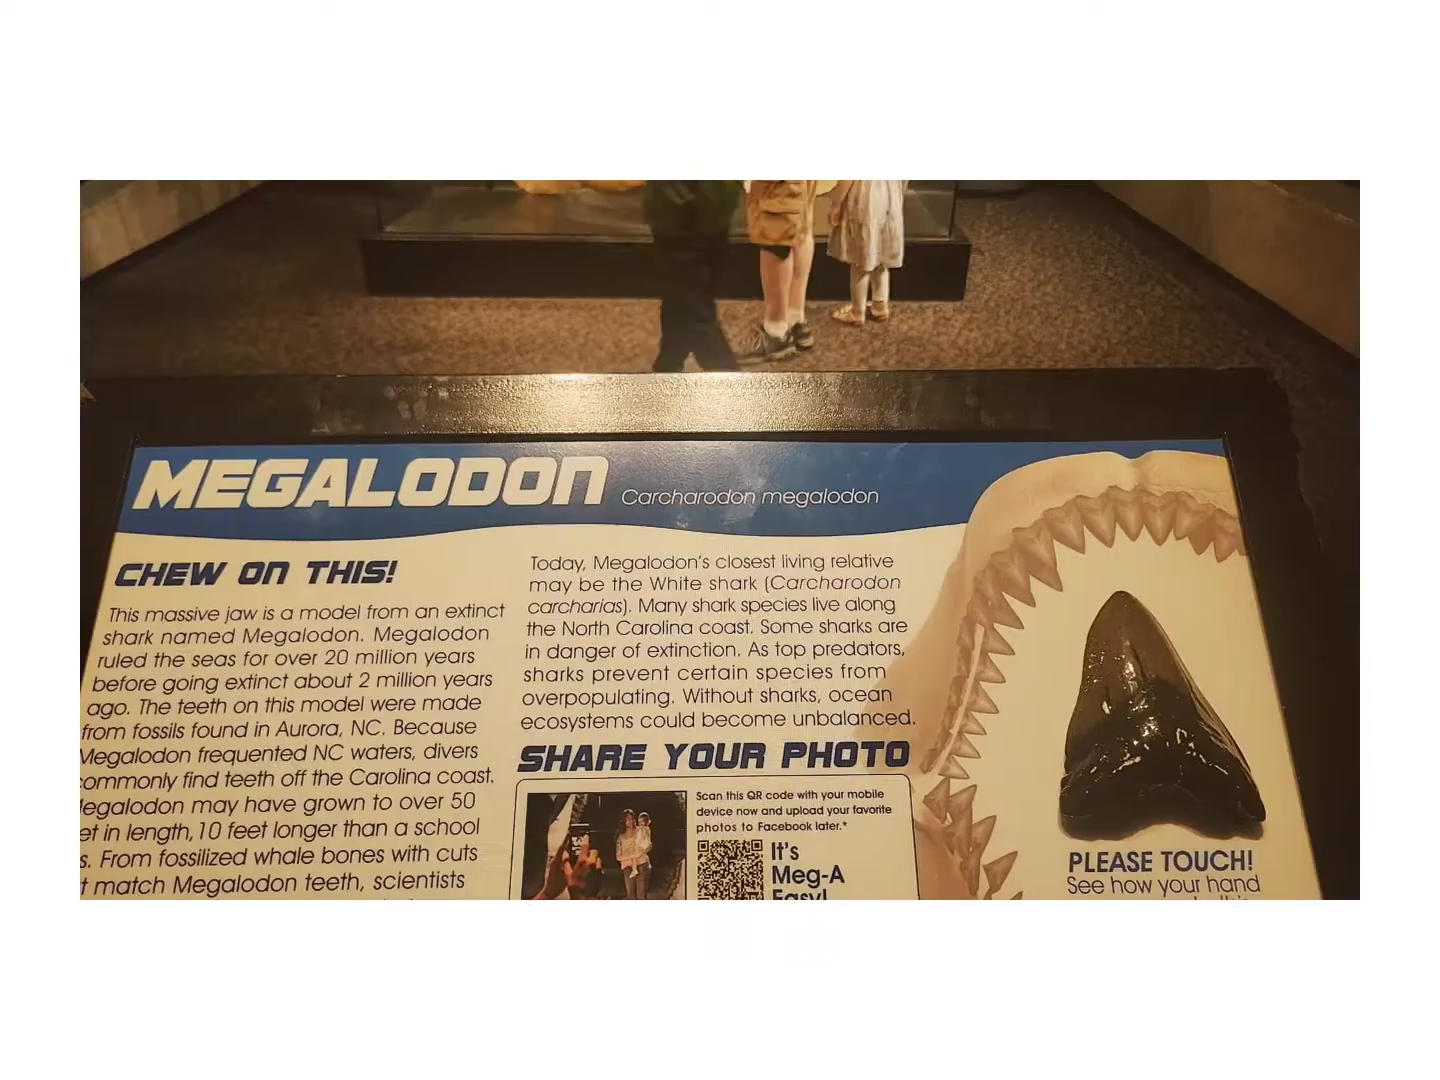 MEGALODON Carcharodon megalodon
CHEW ON THIS!
This massive jaw is a model from an extinct
shark named Megalodon. Megalodon
ruled the seas for over 20 million years
before going extinct about 2 million years
ago. The teeth on this model were made
from fossils found in Aurora, NC. Because
Megalodon frequented NC waters, divers
commonly find teeth off the Carolina coast.
Megalodon may have grown to over 50
in length, 10 feet longer than a school
From fossilized whale bones with cuts
match Megalodon teeth, scientists
Today, Megalodon's closest living relative
may be the White shark (Carcharodon
carcharias). Many shark species live along
the North Carolina coast. Some sharks are
in danger of extinction. As top predators,
sharks prevent certain species from
overpopulating. Without sharks, ocean
ecosystems could become unbalanced.
SHARE YOUR PHOTO
Scan this QR code with your mobile
device now and upload your favorite
photos to Facebook later.*
It's
Meg-A
Easy!
PLEASE TOUCH!
See how your hand